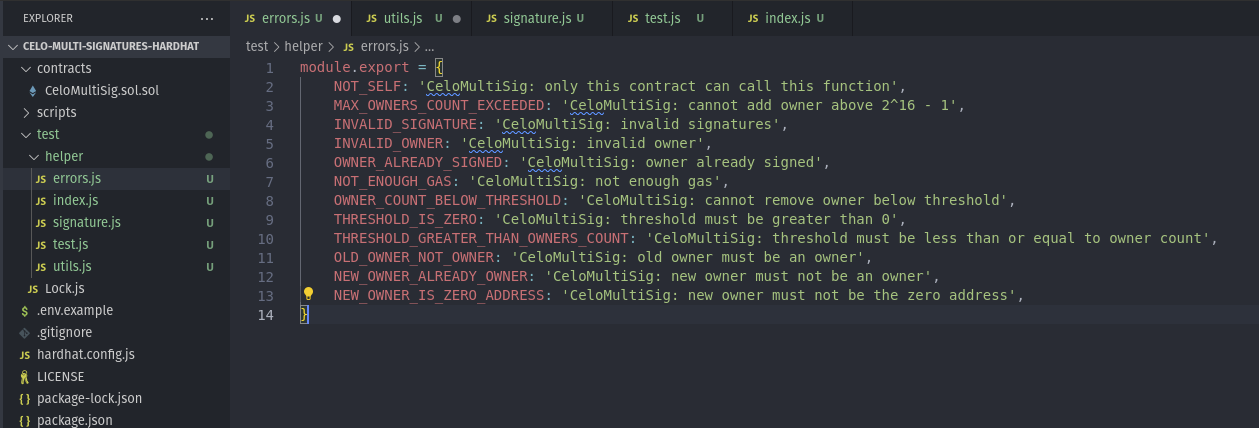 EXPLORER ...
CELO-MULTI-SIGNATURES-HARDHAT
contracts
CeloMultiSig.sol.sol
scripts
test
helper
JS errors.js U
JS index.js U
JS signature.js U
JS test.js U
JS utils.js U
JS Lock.js
$ .env.example
.gitignore
JS hardhat.config.js
LICENSE
{} package-lock.json
{} package.json
JS errors.js U
JS utils.js U
JS signature.js U
JS test.js U
JS index.js U
test > helper > JS errors.js > ...
1 module.export = {
2 NOT_SELF: 'CeloMultiSig: only this contract can call this function',
3 MAX_OWNERS_COUNT_EXCEEDED: 'CeloMultiSig: cannot add owner above 2^16 - 1',
4 INVALID_SIGNATURE: 'CeloMultiSig: invalid signatures',
5 INVALID_OWNER: 'CeloMultiSig: invalid owner',
6 OWNER_ALREADY_SIGNED: 'CeloMultiSig: owner already signed',
7 NOT_ENOUGH_GAS: 'CeloMultiSig: not enough gas',
8 OWNER_COUNT_BELOW_THRESHOLD: 'CeloMultiSig: cannot remove owner below threshold',
9 THRESHOLD_IS_ZERO: 'CeloMultiSig: threshold must be greater than 0',
10 THRESHOLD_GREATER_THAN_OWNERS_COUNT: 'CeloMultiSig: threshold must be less than or equal to owner count',
11 OLD_OWNER_NOT_OWNER: 'CeloMultiSig: old owner must be an owner',
12 NEW_OWNER_ALREADY_OWNER: 'CeloMultiSig: new owner must not be an owner',
13 NEW_OWNER_IS_ZERO_ADDRESS: 'CeloMultiSig: new owner must not be the zero address',
14 }